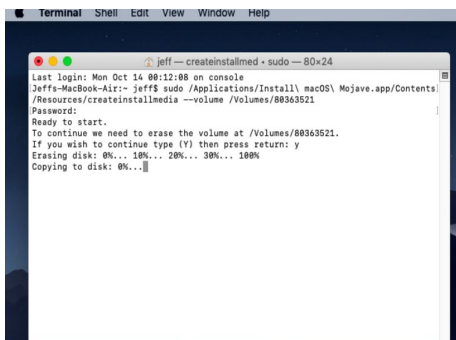 Terminal Shell Edit View Window Help
jeff — createinstallmed • sudo — 80×24
Last login: Mon Oct 14 00:12:08 on console
[Jeffs-MacBook-Air:~ jeff$ sudo /Applications/Install\ macOS\ Mojave.app/Contents]
/Resources/createinstallmedia --volume /Volumes/80363521
[Password: ]
Ready to start.
To continue we need to erase the volume at /Volumes/80363521.
If you wish to continue type (Y) then press return: y
Erasing disk: 0%... 10%... 20%... 30%... 100%
Copying to disk: 0%...